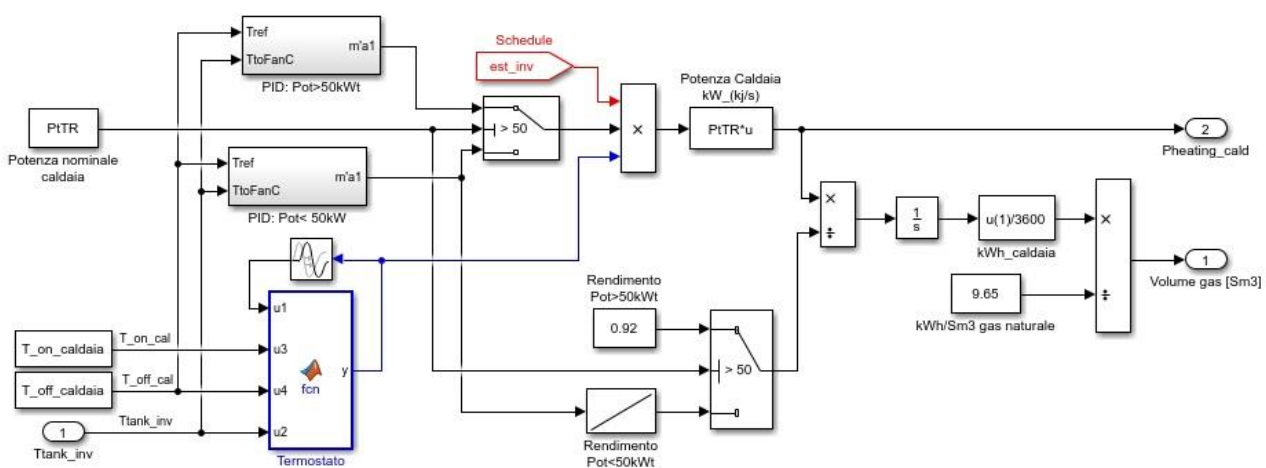 Tref
TtoFanC
m'a1
PID: Pot>50kWt
Schedule
est_inv
Potenza Caldaia
kW_(kj/s)
PtTR
Potenza nominale
caldaia
> 50
×
PtTR*u
2
Pheating_cald
Tref
TtoFanC
m'a1
PID: Pot< 50kW
×
÷
1
s
u(1)/3600
kWh_caldaia
×
÷
1
Volume gas [Sm3]
9.65
kWh/Sm3 gas naturale
Rendimento
Pot>50kWt
0.92
> 50
Rendimento
Pot<50kWt
u1
u3
u4
u2
fcn
y
Termostato
T_on_caldaia
T_on_cal
T_off_caldaia
T_off_cal
1
Ttank_inv
Ttank_inv